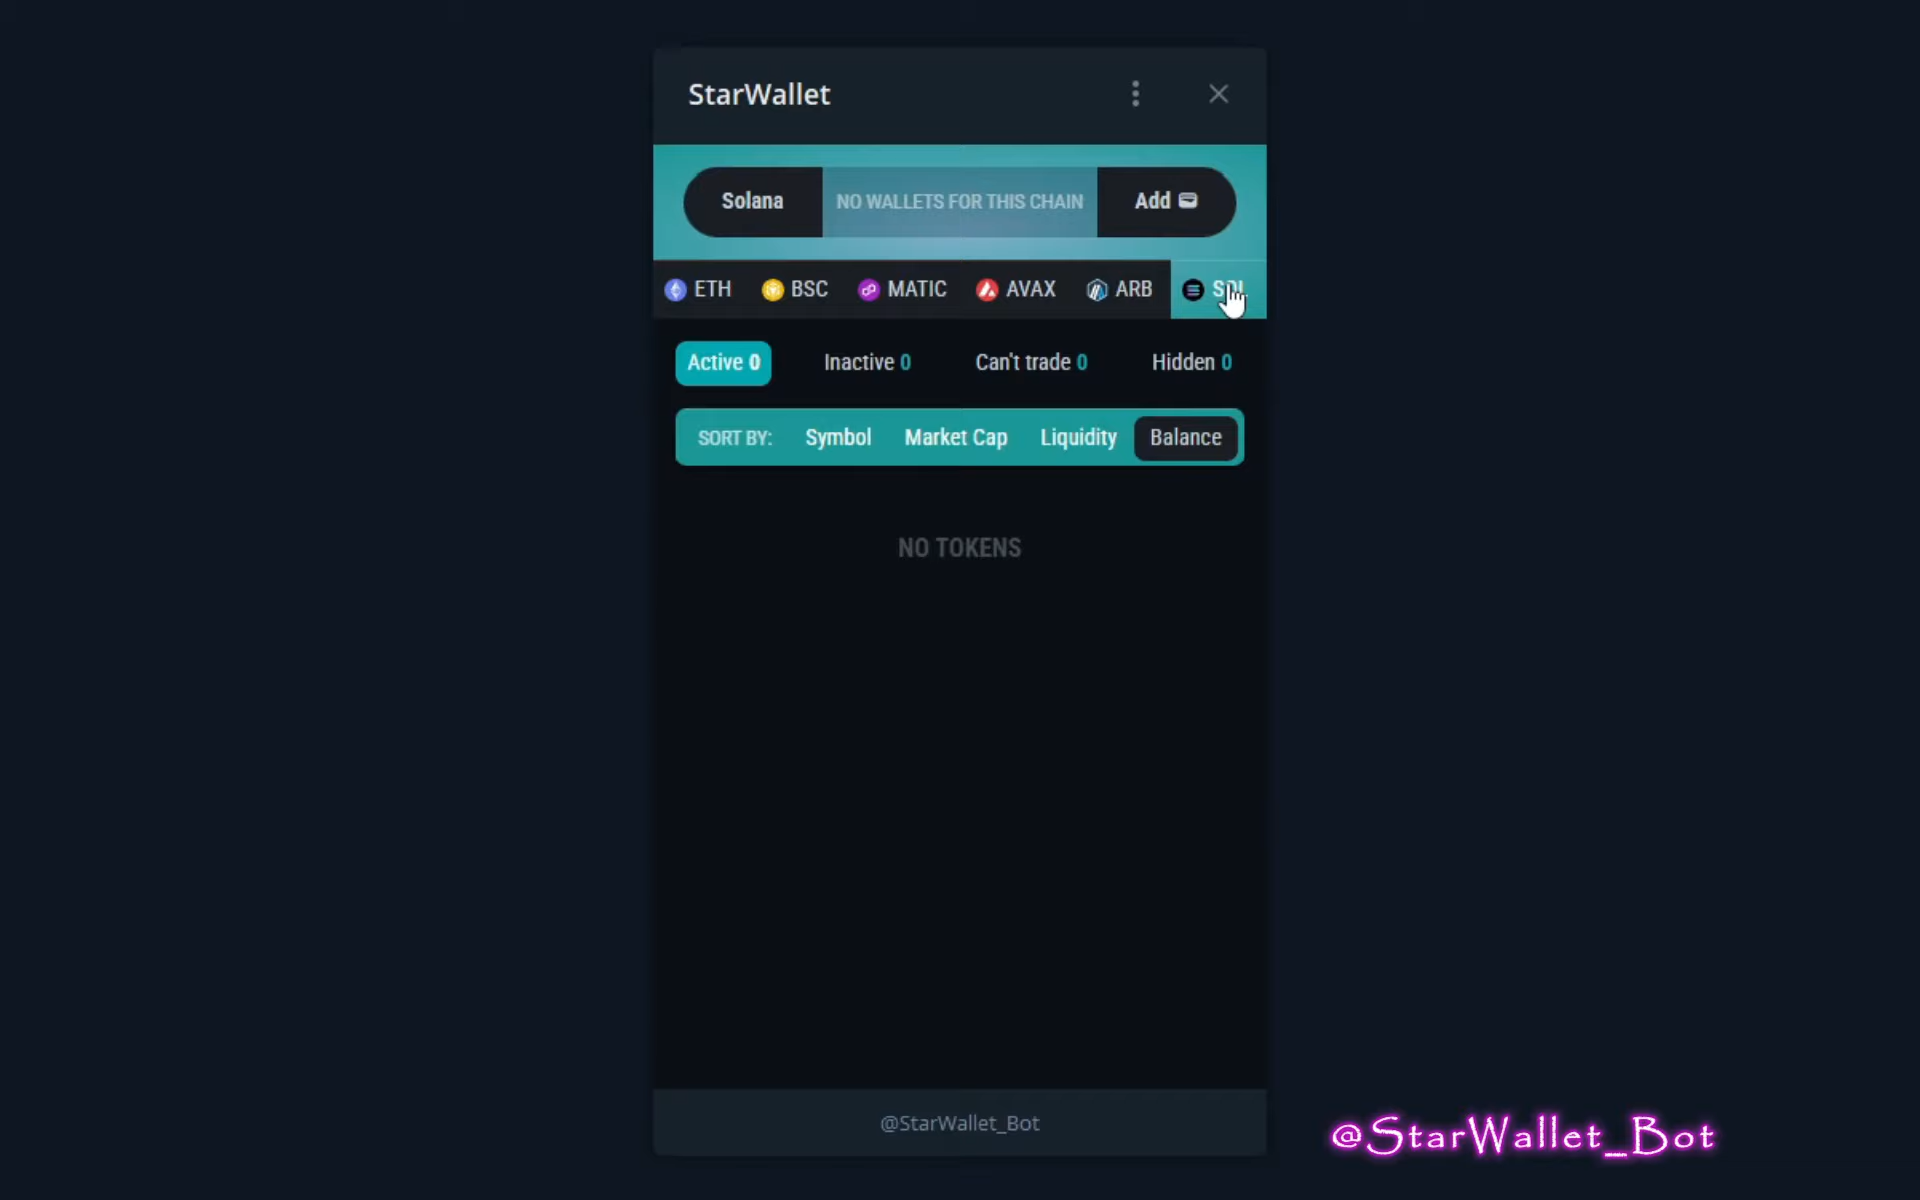 StarWallet
Solana NO WALLETS FOR THIS CHAIN Add
ETH BSC MATIC AVAX ARB SOL
Active 0 Inactive 0 Can't trade 0 Hidden 0
SORT BY: Symbol Market Cap Liquidity Balance
NO TOKENS
@StarWallet_Bot
@StarWallet_Bot